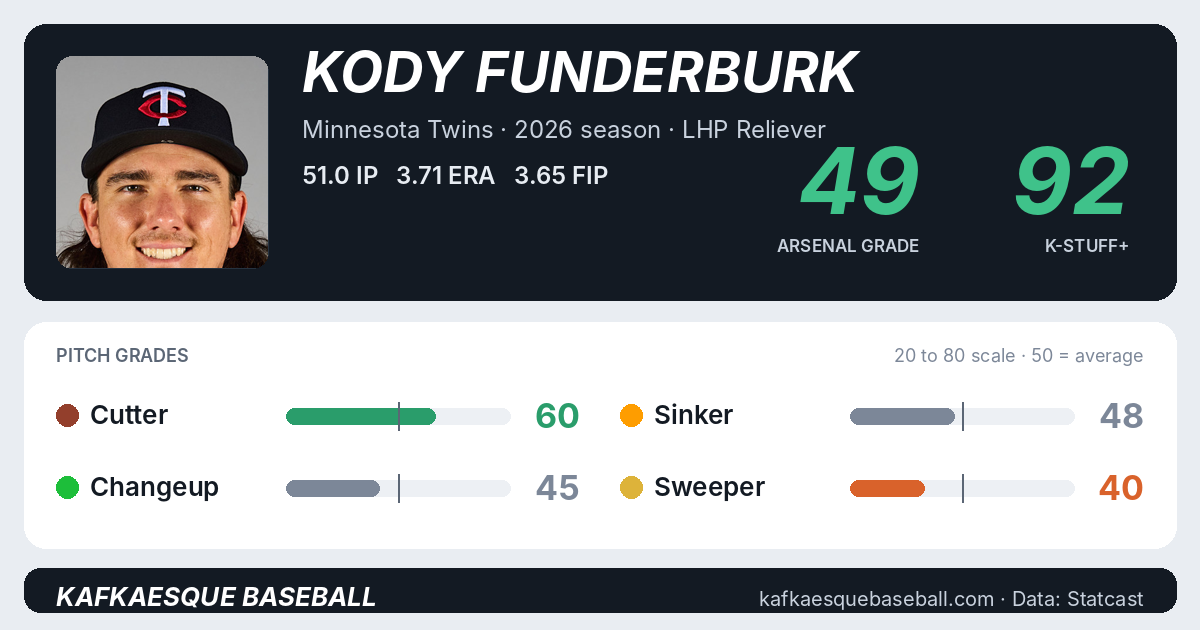 KODY FUNDERBURK
Minnesota Twins · 2026 season · LHP Reliever
51.0 IP 3.71 ERA 3.65 FIP
49 92
ARSENAL GRADE K-STUFF+
TC
PITCH GRADES 20 to 80 scale · 50 = average
Cutter 60 Sinker 48
Changeup 45 Sweeper 40
KAFKAESQUE BASEBALL kafkaesquebaseball.com · Data: Statcast